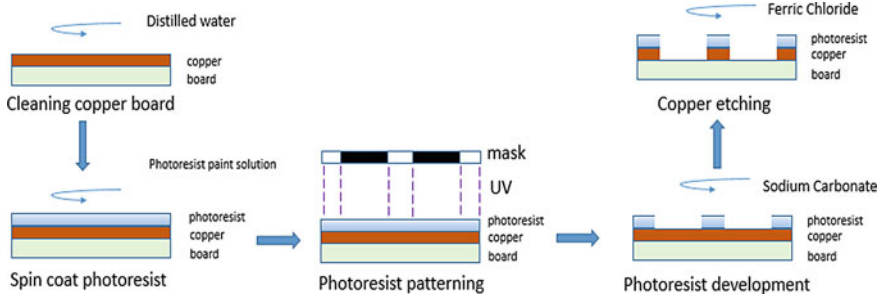 Distilled water
copper
board
Cleaning copper board
Photoresist paint solution
photoresist
copper
board
Spin coat photoresist
mask
UV
photoresist
copper
board
Photoresist patterning
Sodium Carbonate
photoresist
copper
board
Photoresist development
Ferric Chloride
photoresist
copper
board
Copper etching